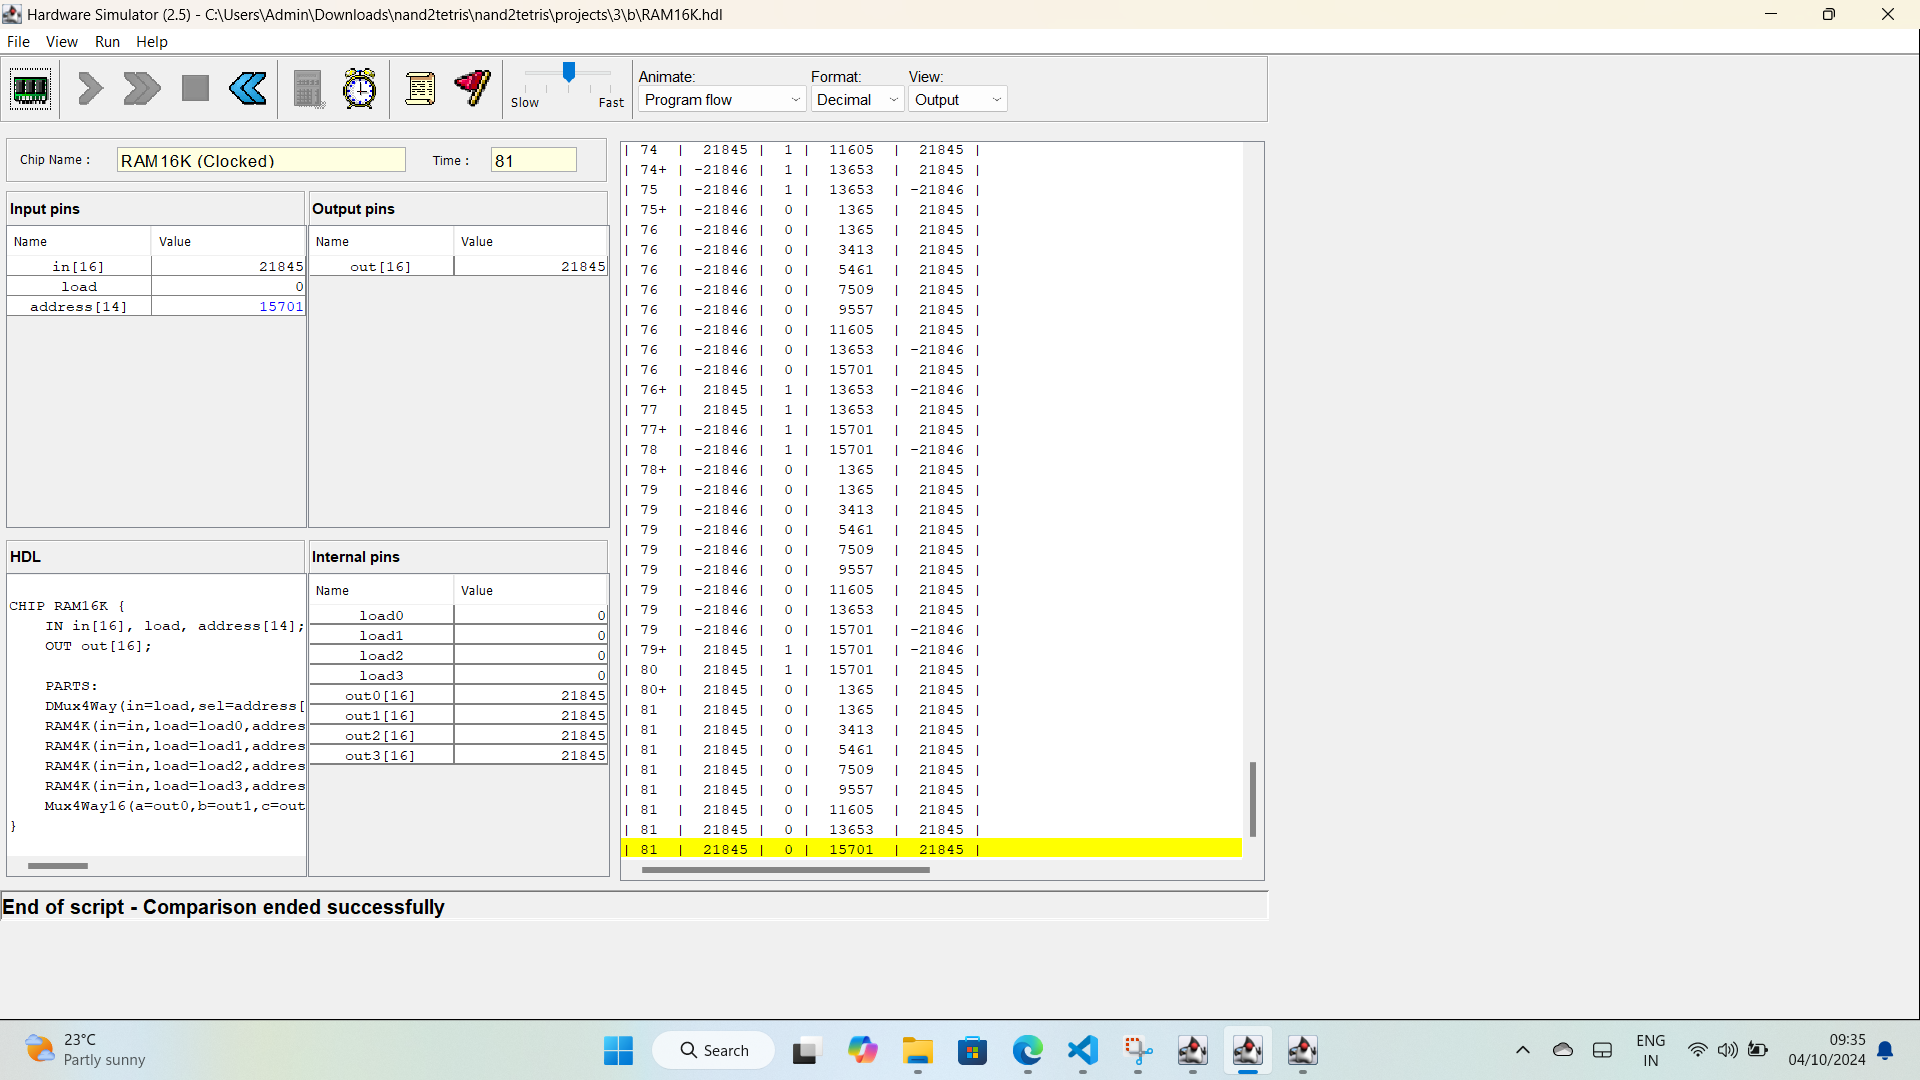 Hardware Simulator (2.5) - C:\Users\Admin\Downloads\nand2tetris\nand2tetris\projects\3\b\RAM16K.hdl
File View Run Help
Slow Fast
Animate: Format: View:
Program flow Decimal Output
Chip Name : RAM16K (Clocked) Time : 81
Input pins
Name Value
in[16] 21845
load 0
address[14] 15701
Output pins
Name Value
out[16] 21845
HDL
CHIP RAM16K {
IN in[16], load, address[14];
OUT out[16];
PARTS:
DMux4Way(in=load,sel=address[
RAM4K(in=in,load=load0,addres
RAM4K(in=in,load=load1,addres
RAM4K(in=in,load=load2,addres
RAM4K(in=in,load=load3,addres
Mux4Way16(a=out0,b=out1,c=out
}
Internal pins
Name Value
load0 0
load1 0
load2 0
load3 0
out0[16] 21845
out1[16] 21845
out2[16] 21845
out3[16] 21845
| 74 | 21845 | 1 | 11605 | 21845 |
| 74+ | -21846 | 1 | 13653 | 21845 |
| 75 | -21846 | 1 | 13653 | -21846 |
| 75+ | -21846 | 0 | 1365 | 21845 |
| 76 | -21846 | 0 | 1365 | 21845 |
| 76 | -21846 | 0 | 3413 | 21845 |
| 76 | -21846 | 0 | 5461 | 21845 |
| 76 | -21846 | 0 | 7509 | 21845 |
| 76 | -21846 | 0 | 9557 | 21845 |
| 76 | -21846 | 0 | 11605 | 21845 |
| 76 | -21846 | 0 | 13653 | -21846 |
| 76 | -21846 | 0 | 15701 | 21845 |
| 76+ | 21845 | 1 | 13653 | -21846 |
| 77 | 21845 | 1 | 13653 | 21845 |
| 77+ | -21846 | 1 | 15701 | 21845 |
| 78 | -21846 | 1 | 15701 | -21846 |
| 78+ | -21846 | 0 | 1365 | 21845 |
| 79 | -21846 | 0 | 1365 | 21845 |
| 79 | -21846 | 0 | 3413 | 21845 |
| 79 | -21846 | 0 | 5461 | 21845 |
| 79 | -21846 | 0 | 7509 | 21845 |
| 79 | -21846 | 0 | 9557 | 21845 |
| 79 | -21846 | 0 | 11605 | 21845 |
| 79 | -21846 | 0 | 13653 | 21845 |
| 79 | -21846 | 0 | 15701 | -21846 |
| 79+ | 21845 | 1 | 15701 | -21846 |
| 80 | 21845 | 1 | 15701 | 21845 |
| 80+ | 21845 | 0 | 1365 | 21845 |
| 81 | 21845 | 0 | 1365 | 21845 |
| 81 | 21845 | 0 | 3413 | 21845 |
| 81 | 21845 | 0 | 5461 | 21845 |
| 81 | 21845 | 0 | 7509 | 21845 |
| 81 | 21845 | 0 | 9557 | 21845 |
| 81 | 21845 | 0 | 11605 | 21845 |
| 81 | 21845 | 0 | 13653 | 21845 |
| 81 | 21845 | 0 | 15701 | 21845 |
End of script - Comparison ended successfully
23°C
Partly sunny
Search
ENG
IN
09:35
04/10/2024